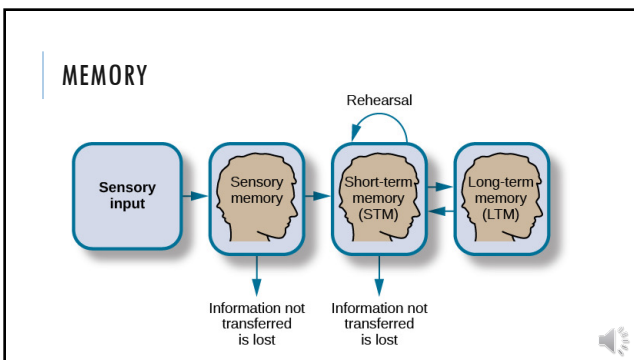 MEMORY
Rehearsal
Sensory
input
Sensory
memory
Short-term
memory
(STM)
Long-term
memory
(LTM)
Information not
transferred
is lost
Information not
transferred
is lost